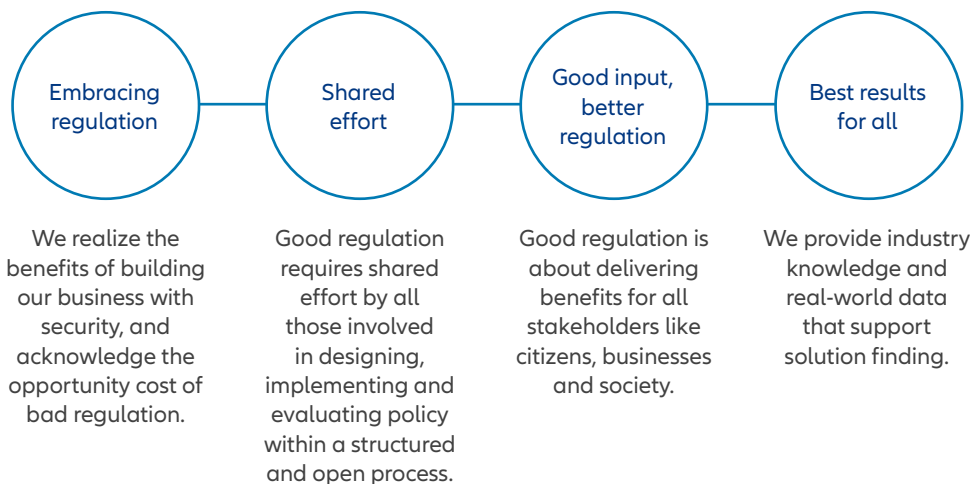 Embracing
regulation
Shared
effort
Good input,
better
regulation
Best results
for all
We realize the
benefits of building
our business with
security, and
acknowledge the
opportunity cost of
bad regulation.
Good regulation
requires shared
effort by all
those involved
in designing,
implementing and
evaluating policy
within a structured
and open process.
Good regulation is
about delivering
benefits for all
stakeholders like
citizens, businesses
and society.
We provide industry
knowledge and
real-world data
that support
solution finding.